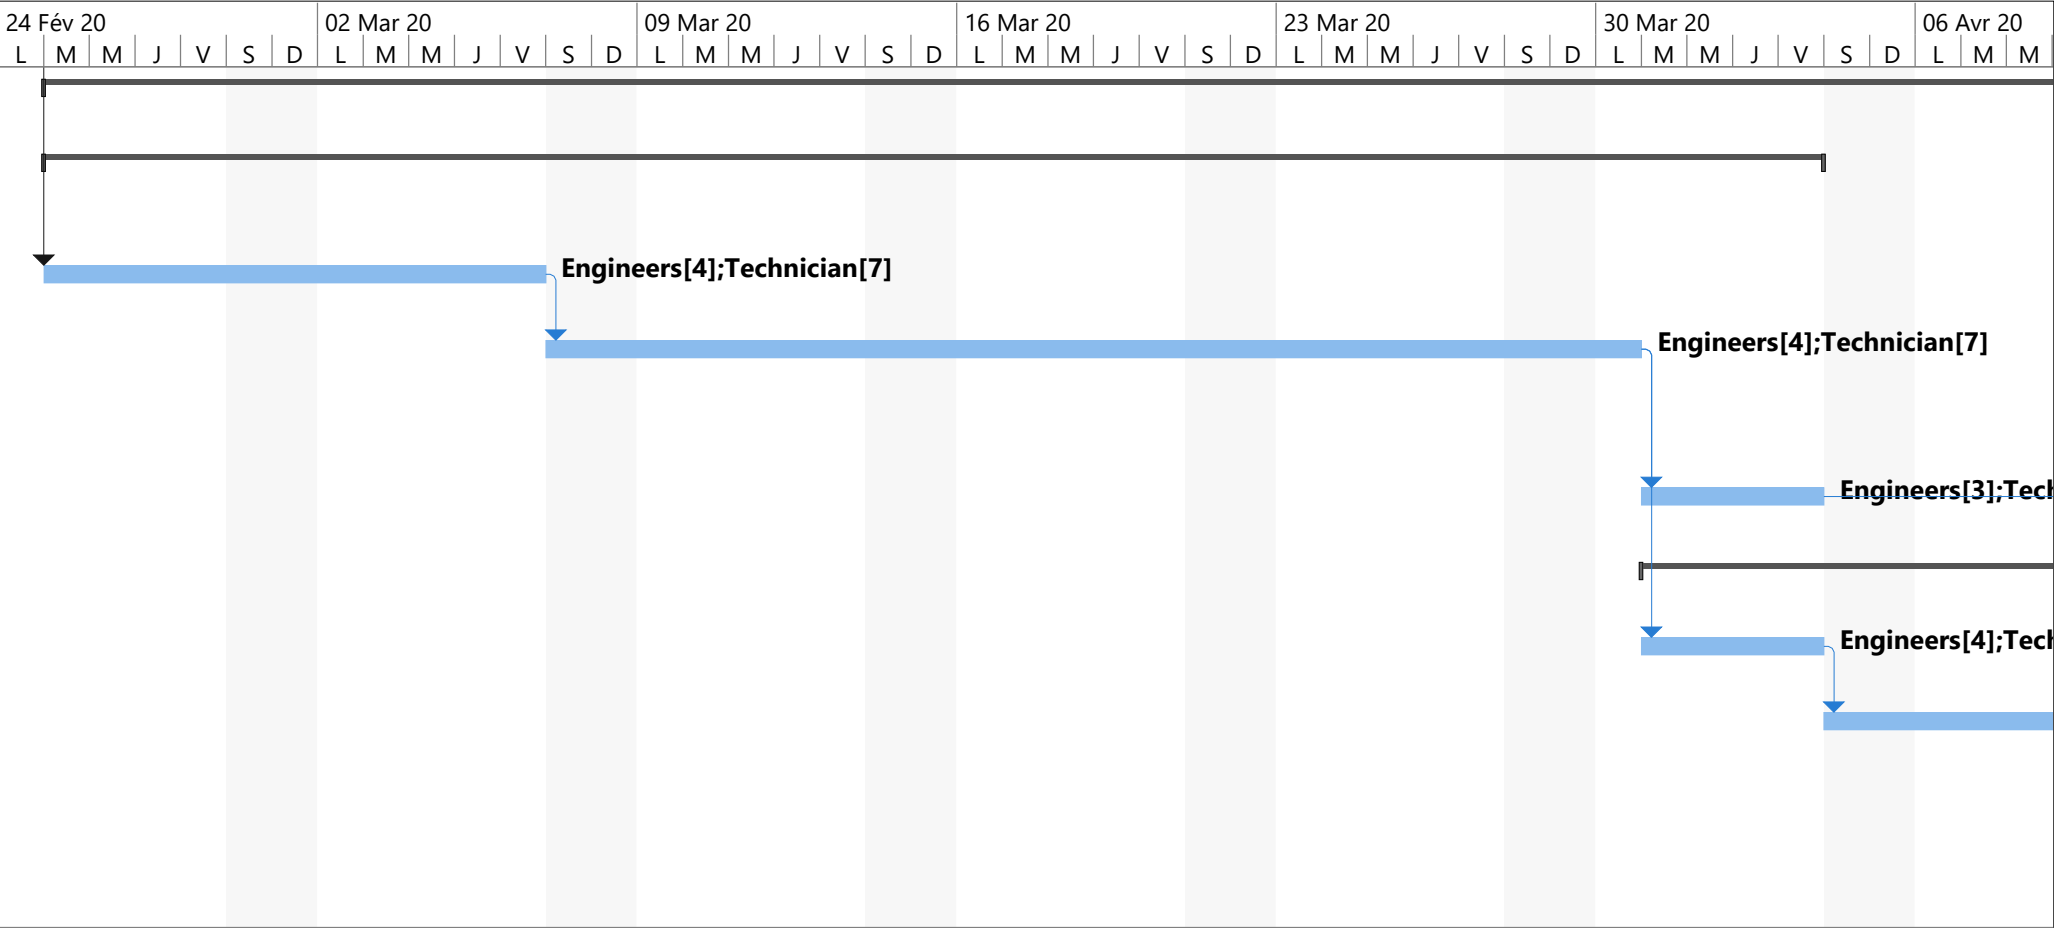 24 Fév 20 02 Mar 20 09 Mar 20 16 Mar 20 23 Mar 20 30 Mar 20 06 Avr 20
L M M J V S D L M M J V S D L M M J V S D L M M J V S D L M M J V S D L M M J V S D L M M
Engineers[4];Technician[7]
Engineers[4];Technician[7]
Engineers[3];Tech
Engineers[4];Tech